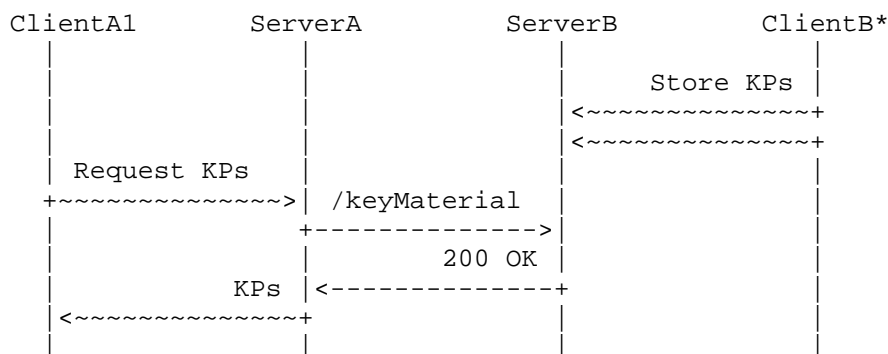 ClientA1 ServerA ServerB ClientB*
Store KPs
Request KPs
/keyMaterial
200 OK
KPs